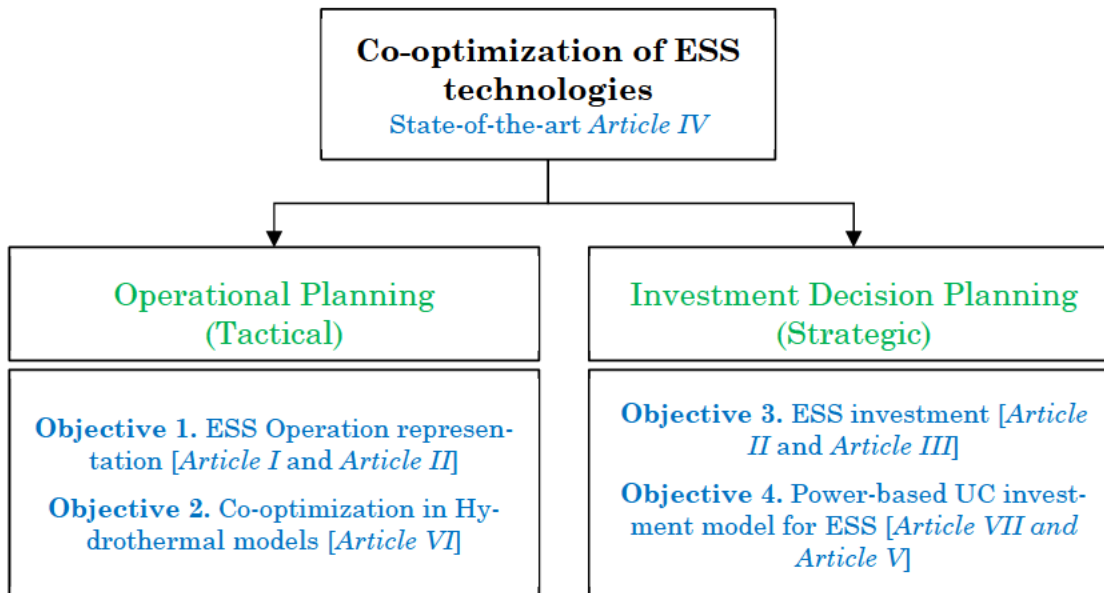 Co-optimization of ESS
technologies
State-of-the-art Article IV
Operational Planning
(Tactical)
Investment Decision Planning
(Strategic)
Objective 1. ESS Operation represen-
tation [Article I and Article II]
Objective 2. Co-optimization in Hy-
drothermal models [Article VI]
Objective 3. ESS investment [Article
II and Article III]
Objective 4. Power-based UC invest-
ment model for ESS [Article VII and
Article V]